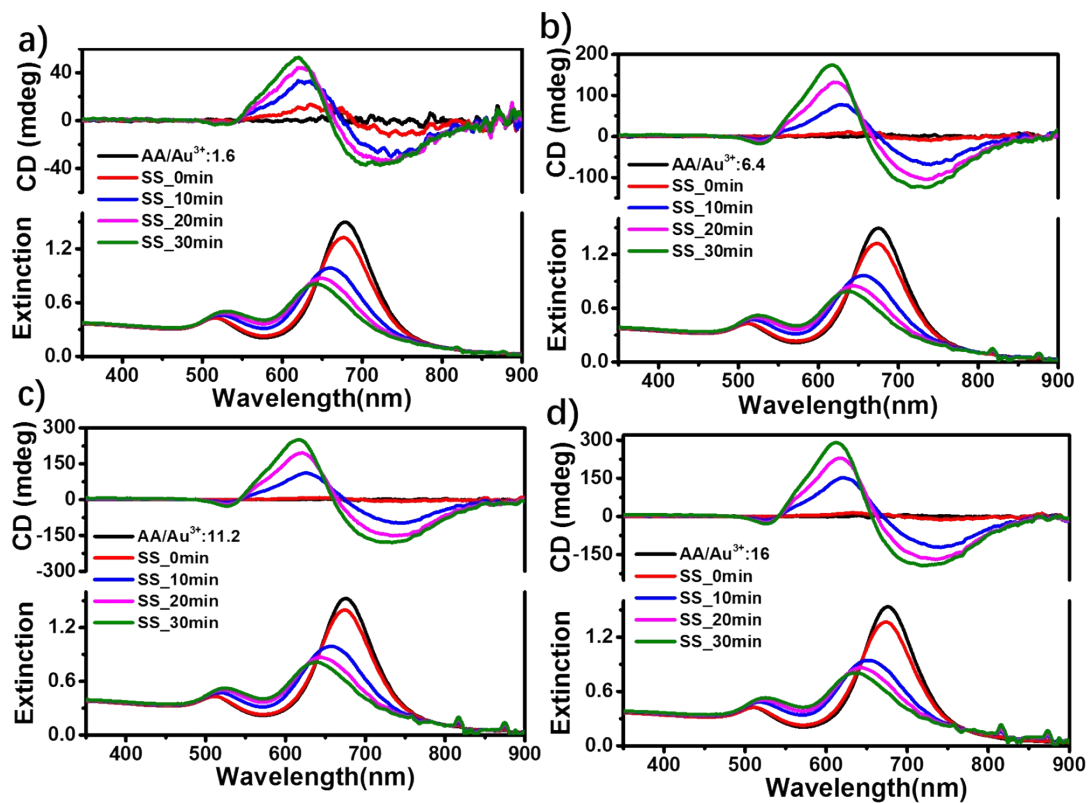 a)
CD (mdeg)
40
0
-40
AA/Au³⁺:1.6
SS_0min
SS_10min
SS_20min
SS_30min
Extinction
1.2
0.6
0.0
400 500 600 700 800 900
Wavelength(nm)
b)
CD (mdeg)
200
100
0
-100
AA/Au³⁺:6.4
SS_0min
SS_10min
SS_20min
SS_30min
Extinction
1.2
0.6
0.0
400 500 600 700 800 900
Wavelength(nm)
c)
CD (mdeg)
300
150
0
-150
-300
AA/Au³⁺:11.2
SS_0min
SS_10min
SS_20min
SS_30min
Extinction
1.2
0.6
0.0
400 500 600 700 800 900
Wavelength(nm)
d)
CD (mdeg)
300
150
0
-150
AA/Au³⁺:16
SS_0min
SS_10min
SS_20min
SS_30min
Extinction
1.2
0.6
0.0
400 500 600 700 800 900
Wavelength(nm)